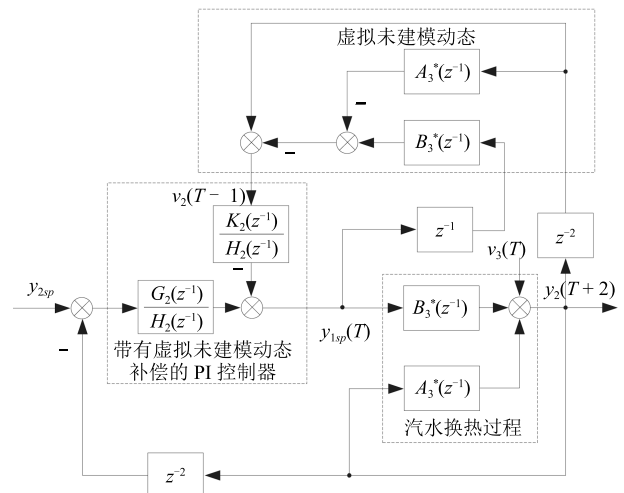 虚拟未建模动态
A₃*(z⁻¹)
−
B₃*(z⁻¹)
−
v₂(T − 1)
K₂(z⁻¹)
H₂(z⁻¹)
−
z⁻¹
z⁻²
v₃(T)
y₂(T + 2)
y₂sp
G₂(z⁻¹)
H₂(z⁻¹)
B₃*(z⁻¹)
y₁sp(T)
−
带有虚拟未建模动态
补偿的 PI 控制器
A₃*(z⁻¹)
汽水换热过程
z⁻²